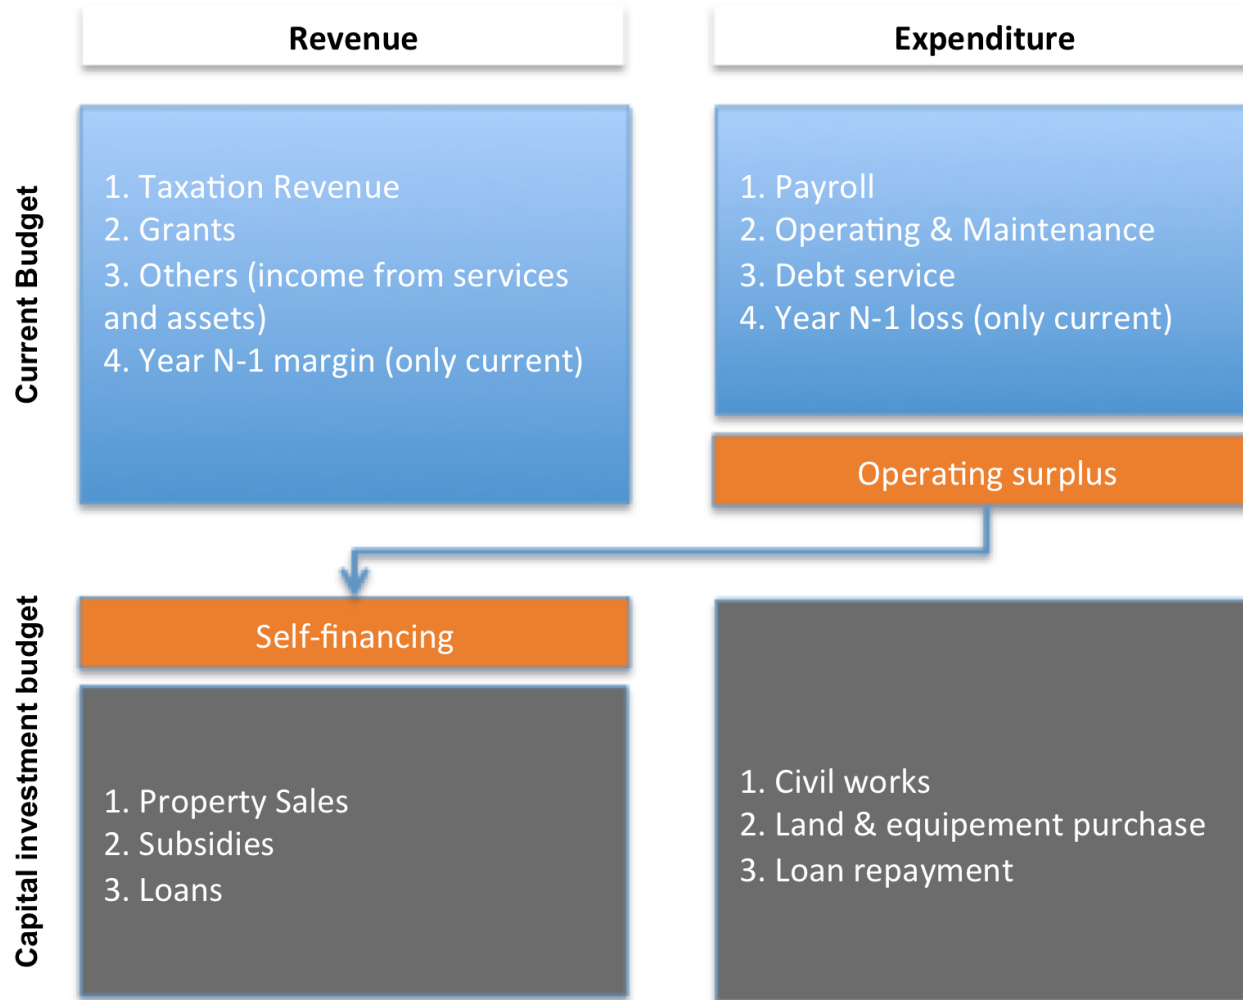 Revenue
Expenditure
Current Budget
1. Taxation Revenue
2. Grants
3. Others (income from services
and assets)
4. Year N-1 margin (only current)
1. Payroll
2. Operating & Maintenance
3. Debt service
4. Year N-1 loss (only current)
Operating surplus
Capital investment budget
Self-financing
1. Property Sales
2. Subsidies
3. Loans
1. Civil works
2. Land & equipement purchase
3. Loan repayment